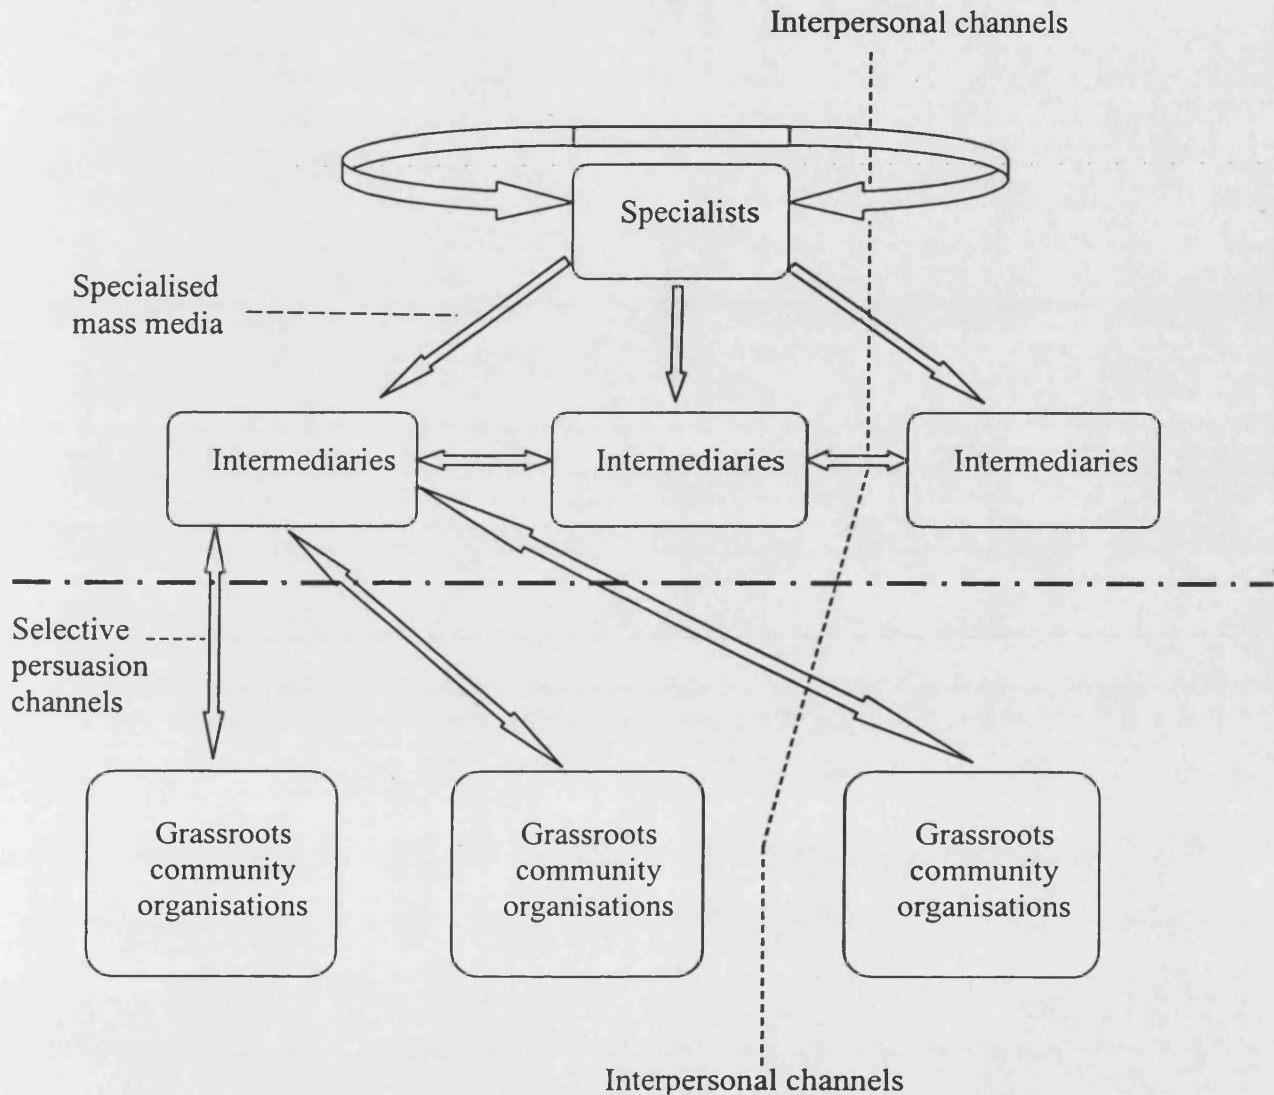 Interpersonal channels
Specialists
Specialised
mass media
Intermediaries
Intermediaries
Intermediaries
Selective
persuasion
channels
Grassroots
community
organisations
Grassroots
community
organisations
Grassroots
community
organisations
Interpersonal channels